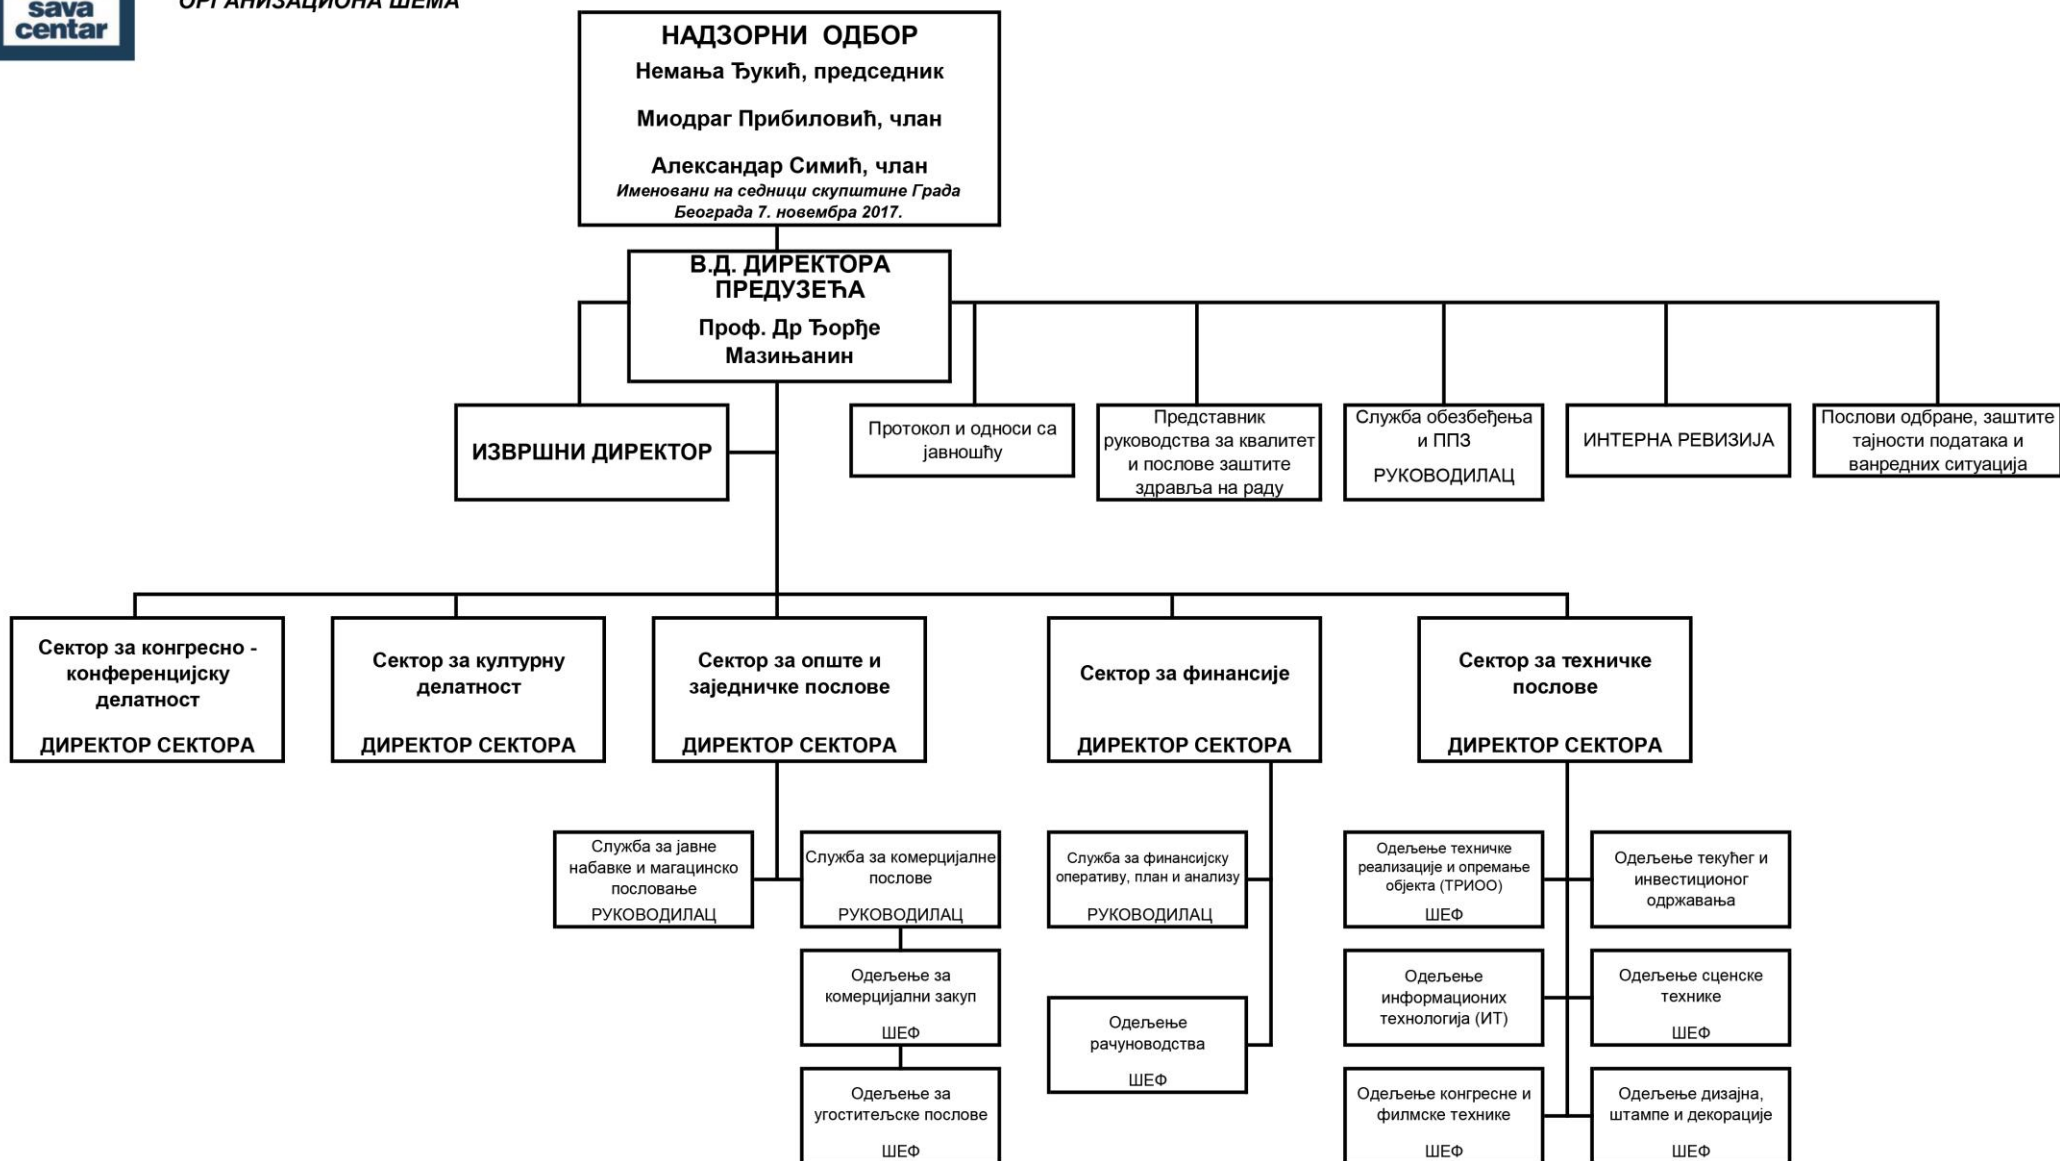 sava
centar
ОРГАНИЗАЦИОНА ШЕМА
НАДЗОРНИ ОДБОР
Немања Ђукић, председник
Миодраг Прибиловић, члан
Александар Симић, члан
Именовани на седници скупштине Града
Београда 7. новембра 2017.
В.Д. ДИРЕКТОРА
ПРЕДУЗЕЋА
Проф. Др Ђорђе
Мазињанин
ИЗВРШНИ ДИРЕКТОР
Протокол и односи са
јавношћу
Представник
руководства за квалитет
и послове заштите
здравља на раду
Служба обезбеђења
и ППЗ
РУКОВОДИЛАЦ
ИНТЕРНА РЕВИЗИЈА
Послови одбране, заштите
тајности података и
ванредних ситуација
Сектор за конгресно -
конференцијску
делатност
ДИРЕКТОР СЕКТОРА
Сектор за културну
делатност
ДИРЕКТОР СЕКТОРА
Сектор за опште и
заједничке послове
ДИРЕКТОР СЕКТОРА
Сектор за финансије
ДИРЕКТОР СЕКТОРА
Сектор за техничке
послове
ДИРЕКТОР СЕКТОРА
Служба за јавне
набавке и магацинско
пословање
РУКОВОДИЛАЦ
Служба за комерцијалне
послове
РУКОВОДИЛАЦ
Служба за финансијску
оперативу, план и анализу
РУКОВОДИЛАЦ
Одељење техничке
реализације и опремање
објекта (ТРИОО)
ШЕФ
Одељење текућег и
инвестиционог
одржавања
Одељење за
комерцијални закуп
ШЕФ
Одељење
рачуноводства
ШЕФ
Одељење
информационих
технологија (ИТ)
Одељење сценске
технике
ШЕФ
Одељење за
угоститељске послове
ШЕФ
Одељење конгресне и
филмске технике
ШЕФ
Одељење дизајна,
штампе и декорације
ШЕФ